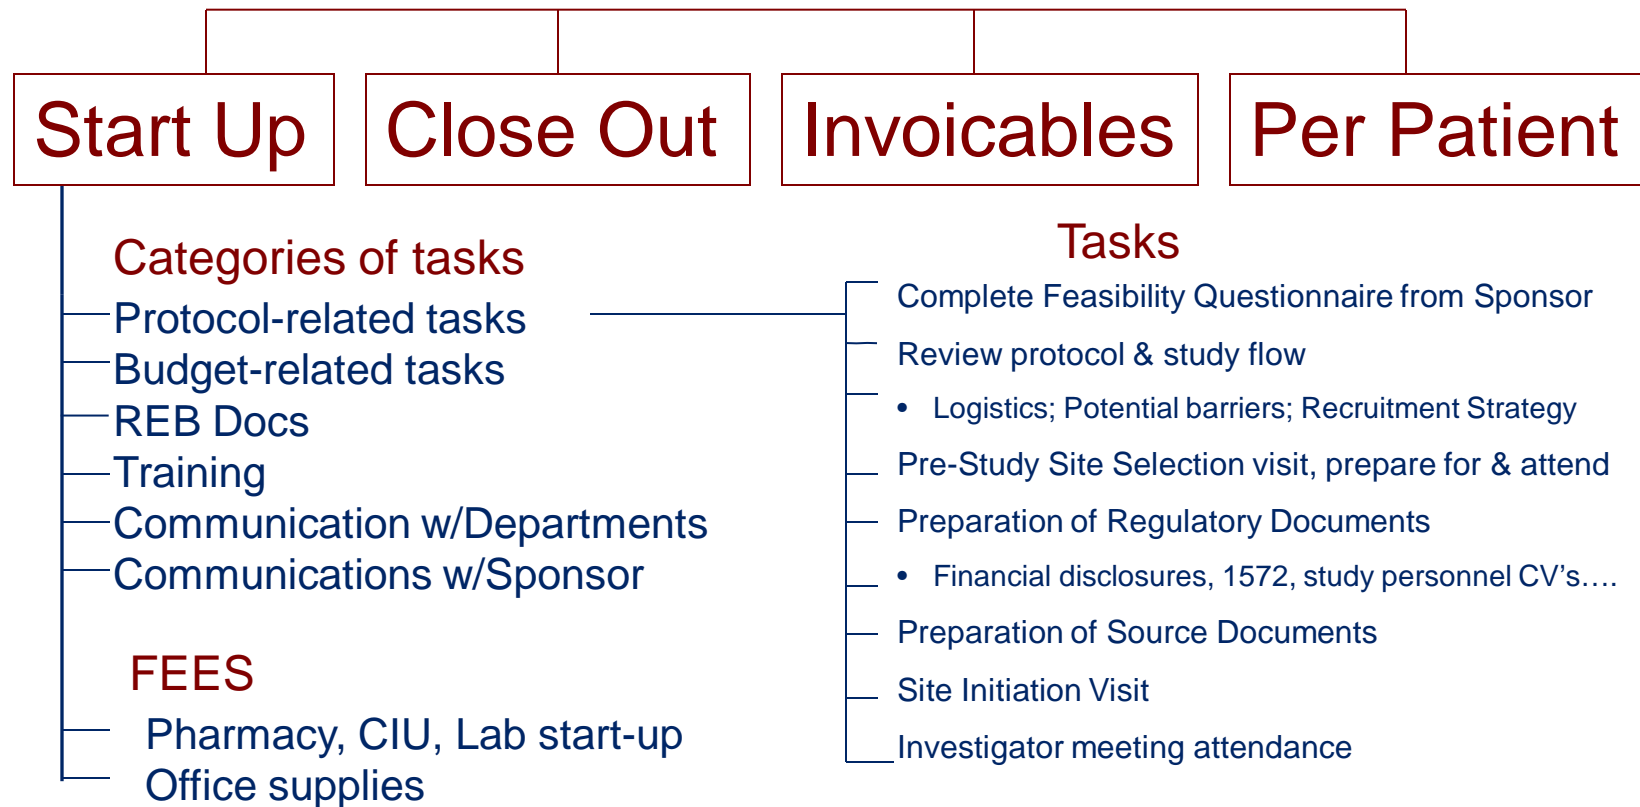 Start Up
Close Out
Invoicables
Per Patient
Categories of tasks
Protocol-related tasks
Budget-related tasks
REB Docs
Training
Communication w/Departments
Communications w/Sponsor
FEES
Pharmacy, CIU, Lab start-up
Office supplies
Tasks
Complete Feasibility Questionnaire from Sponsor
Review protocol & study flow
• Logistics; Potential barriers; Recruitment Strategy
Pre-Study Site Selection visit, prepare for & attend
Preparation of Regulatory Documents
• Financial disclosures, 1572, study personnel CV's….
Preparation of Source Documents
Site Initiation Visit
Investigator meeting attendance